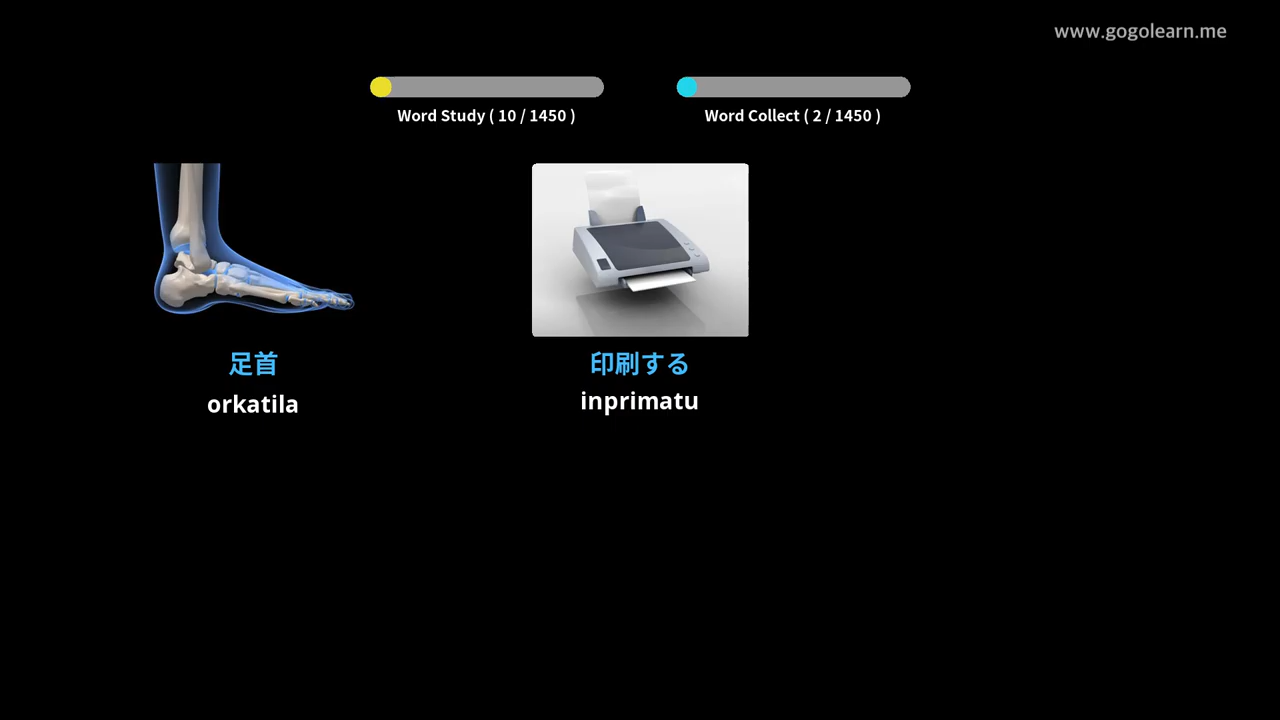 www.gogolearn.me
Word Study ( 10 / 1450 )
Word Collect ( 2 / 1450 )
足首
orkatila
印刷する
inprimatu